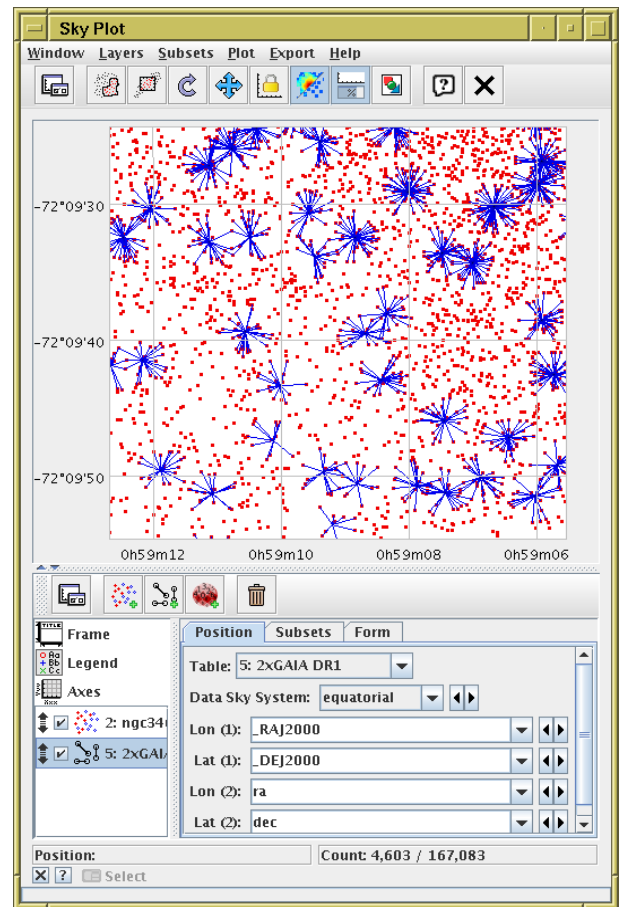 Sky Plot
Window Layers Subsets Plot Export Help
-72°09'30
-72°09'40
-72°09'50
0h59m12 0h59m10 0h59m08 0h59m06
Frame
Legend
Axes
2: ngc34
5: 2xGAI
Position Subsets Form
Table: 5: 2xGAIA DR1
Data Sky System: equatorial
Lon (1): _RAJ2000
Lat (1): _DEJ2000
Lon (2): ra
Lat (2): dec
Position: Count: 4,603 / 167,083
Select